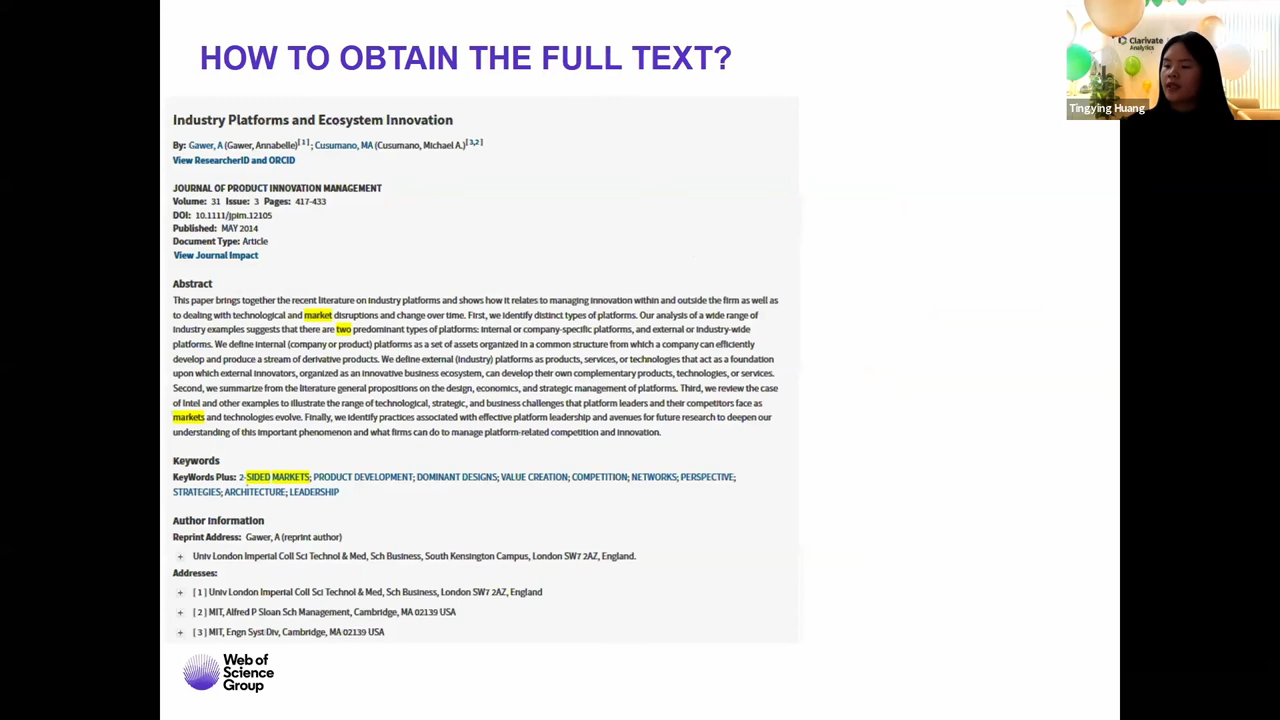 HOW TO OBTAIN THE FULL TEXT?
Clarivate
Analytics
Tingying Huang
Industry Platforms and Ecosystem Innovation
By: Gawer, A (Gawer, Annabelle)[ 1 ] ; Cusumano, MA (Cusumano, Michael A.)[ 3,2 ]
View ResearcherID and ORCID
JOURNAL OF PRODUCT INNOVATION MANAGEMENT
Volume: 31 Issue: 3 Pages: 417-433
DOI: 10.1111/jpim.12105
Published: MAY 2014
Document Type: Article
View Journal Impact
Abstract
This paper brings together the recent literature on industry platforms and shows how it relates to managing innovation within and outside the firm as well as
to dealing with technological and market disruptions and change over time. First, we identify distinct types of platforms. Our analysis of a wide range of
industry examples suggests that there are two predominant types of platforms: internal or company-specific platforms, and external or industry-wide
platforms. We define internal (company or product) platforms as a set of assets organized in a common structure from which a company can efficiently
develop and produce a stream of derivative products. We define external (industry) platforms as products, services, or technologies that act as a foundation
upon which external innovators, organized as an innovative business ecosystem, can develop their own complementary products, technologies, or services.
Second, we summarize from the literature general propositions on the design, economics, and strategic management of platforms. Third, we review the case
of Intel and other examples to illustrate the range of technological, strategic, and business challenges that platform leaders and their competitors face as
markets and technologies evolve. Finally, we identify practices associated with effective platform leadership and avenues for future research to deepen our
understanding of this important phenomenon and what firms can do to manage platform-related competition and innovation.
Keywords
KeyWords Plus: 2-SIDED MARKETS; PRODUCT DEVELOPMENT; DOMINANT DESIGNS; VALUE CREATION; COMPETITION; NETWORKS; PERSPECTIVE;
STRATEGIES; ARCHITECTURE; LEADERSHIP
Author Information
Reprint Address: Gawer, A (reprint author)
+ Univ London Imperial Coll Sci Technol & Med, Sch Business, South Kensington Campus, London SW7 2AZ, England.
Addresses:
+ [ 1 ] Univ London Imperial Coll Sci Technol & Med, Sch Business, London SW7 2AZ, England
+ [ 2 ] MIT, Alfred P Sloan Sch Management, Cambridge, MA 02139 USA
+ [ 3 ] MIT, Engn Syst Div, Cambridge, MA 02139 USA
Web of
Science
Group